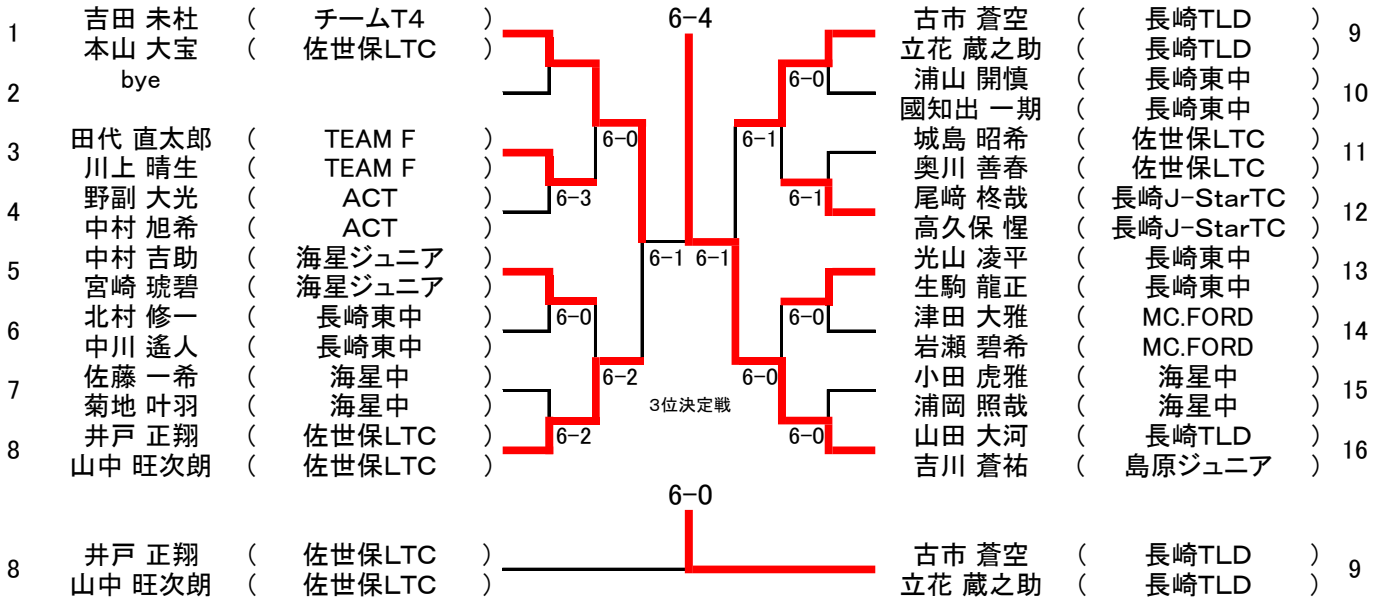 6-4
1 吉田 未杜 ( チームT4 )
本山 大宝 ( 佐世保LTC )
2 bye
3 田代 直太郎 ( TEAM F )
川上 晴生 ( TEAM F )
4 野副 大光 ( ACT )
中村 旭希 ( ACT )
5 中村 吉助 ( 海星ジュニア )
宮崎 琥碧 ( 海星ジュニア )
6 北村 修一 ( 長崎東中 )
中川 遙人 ( 長崎東中 )
7 佐藤 一希 ( 海星中 )
菊地 叶羽 ( 海星中 )
8 井戸 正翔 ( 佐世保LTC )
山中 旺次朗 ( 佐世保LTC )
6-0
6-3
6-1
6-0
6-2
6-2
古市 蒼空 ( 長崎TLD ) 9
立花 蔵之助 ( 長崎TLD )
浦山 開慎 ( 長崎東中 ) 10
國知出 一期 ( 長崎東中 )
城島 昭希 ( 佐世保LTC ) 11
奥川 善春 ( 佐世保LTC )
尾﨑 柊哉 ( 長崎J-StarTC ) 12
高久保 惺 ( 長崎J-StarTC )
光山 凌平 ( 長崎東中 ) 13
生駒 龍正 ( 長崎東中 )
津田 大雅 ( MC.FORD ) 14
岩瀬 碧希 ( MC.FORD )
小田 虎雅 ( 海星中 ) 15
浦岡 照哉 ( 海星中 )
山田 大河 ( 長崎TLD ) 16
吉川 蒼祐 ( 島原ジュニア )
6-0
6-1
6-1
6-1
6-0
6-0
6-0
3位決定戦
6-0
8 井戸 正翔 ( 佐世保LTC )
山中 旺次朗 ( 佐世保LTC )
古市 蒼空 ( 長崎TLD ) 9
立花 蔵之助 ( 長崎TLD )